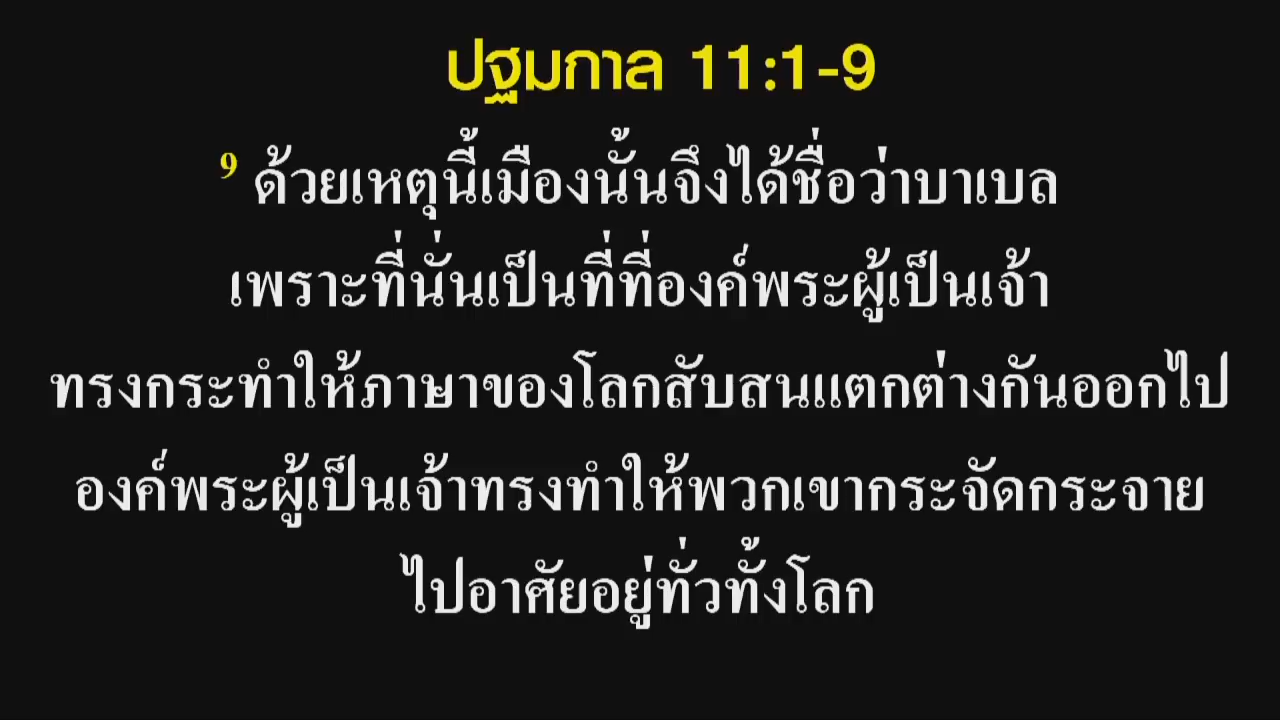 ปฐมกาล 11:1-9
9 ด้วยเหตุนี้เมืองนั้นจึงได้ชื่อว่าบาเบล
เพราะที่นั่นเป็นที่ที่องค์พระผู้เป็นเจ้า
ทรงกระทำให้ภาษาของโลกสับสนแตกต่างกันออกไป
องค์พระผู้เป็นเจ้าทรงทำให้พวกเขากระจัดกระจาย
ไปอาศัยอยู่ทั่วทั้งโลก